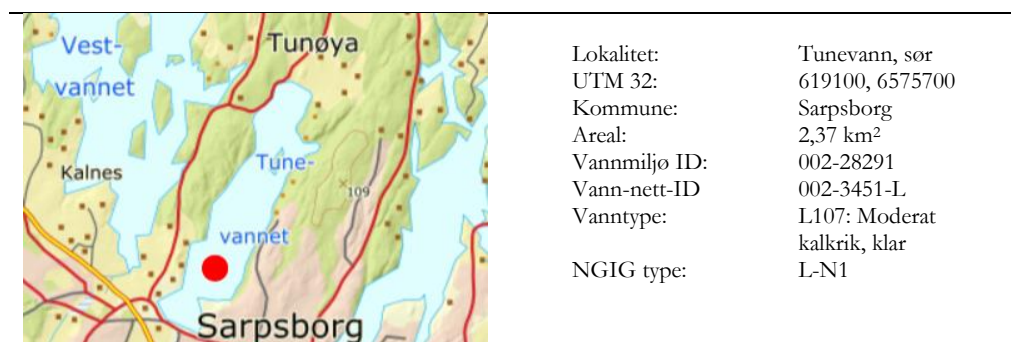 Vest-
vannet
Tunøya
Kalnes
Tune-
109
vannet
Sarpsborg
Lokalitet: Tunevann, sør
UTM 32: 619100, 6575700
Kommune: Sarpsborg
Areal: 2,37 km²
Vannmiljø ID: 002-28291
Vann-nett-ID 002-3451-L
Vanntype: L107: Moderat
kalkrik, klar
NGIG type: L-N1